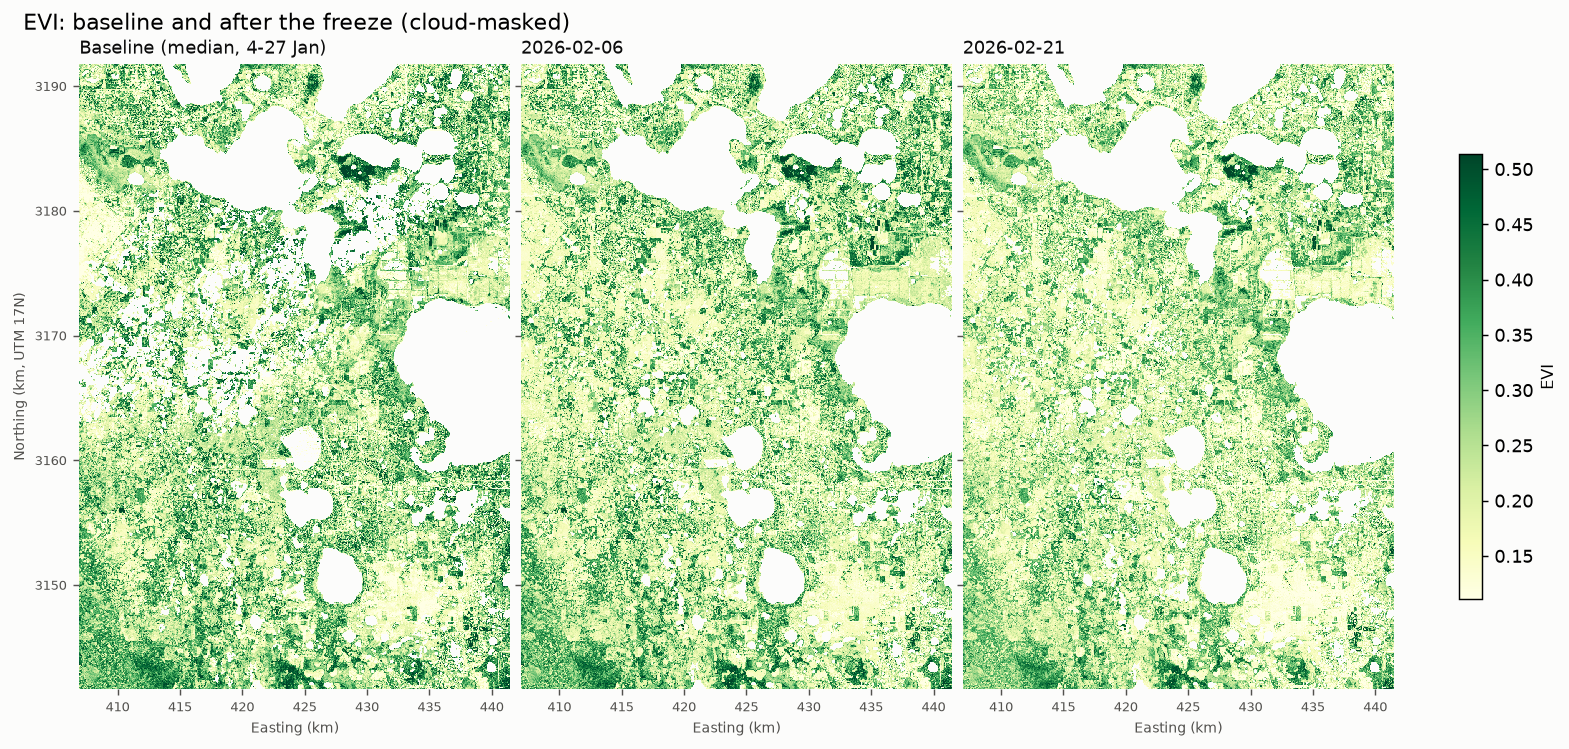 EVI: baseline and after the freeze (cloud-masked)
Baseline (median, 4-27 Jan)
2026-02-06
2026-02-21
3190
3180
3170
3160
3150
Northing (km, UTM 17N)
410 415 420 425 430 435 440
410 415 420 425 430 435 440
410 415 420 425 430 435 440
Easting (km)
Easting (km)
Easting (km)
0.50
0.45
0.40
0.35
0.30
0.25
0.20
0.15
EVI